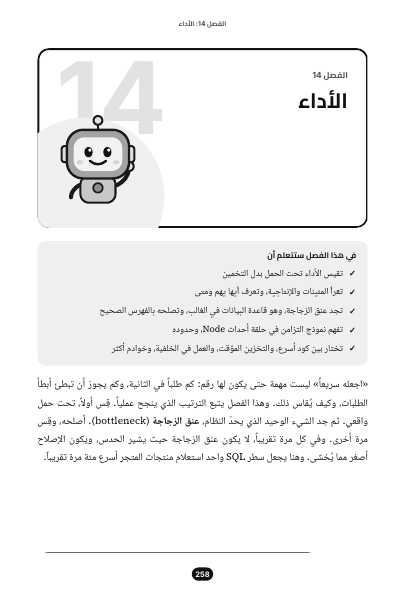 الفصل 14: الأداء
14
الفصل 14
الأداء
في هذا الفصل ستتعلم أن
✓ تقيس الأداء تحت الحمل بدل التخمين
✓ تقرأ المئينات والإنتاجية، وتعرف أيها يهم ومتى
✓ تجد عنق الزجاجة، وهو قاعدة البيانات في الغالب، وتصلحه بالفهرس الصحيح
✓ تفهم نموذج التزامن في حلقة أحداث Node، وحدوده
✓ تختار بين كود أسرع، والتخزين المؤقت، والعمل في الخلفية، وخوادم أكثر
«اجعله سريعاً» ليست مهمة حتى يكون لها رقم: كم طلباً في الثانية، وكم يجوز أن تبطئ أبطأ
الطلبات، وكيف يُقاس ذلك. وهذا الفصل يتبع الترتيب الذي ينجح عملياً. قِس أولاً، تحت حمل
واقعي. ثم جد الشيء الوحيد الذي يحدّ النظام، عنق الزجاجة (bottleneck). أصلحه، وقِس
مرة أخرى. وفي كل مرة تقريباً، لا يكون عنق الزجاجة حيث يشير الحدس، ويكون الإصلاح
أصغر مما يُخشى. وهنا يجعل سطر SQL واحد استعلام منتجات المتجر أسرع مئة مرة تقريباً.
258